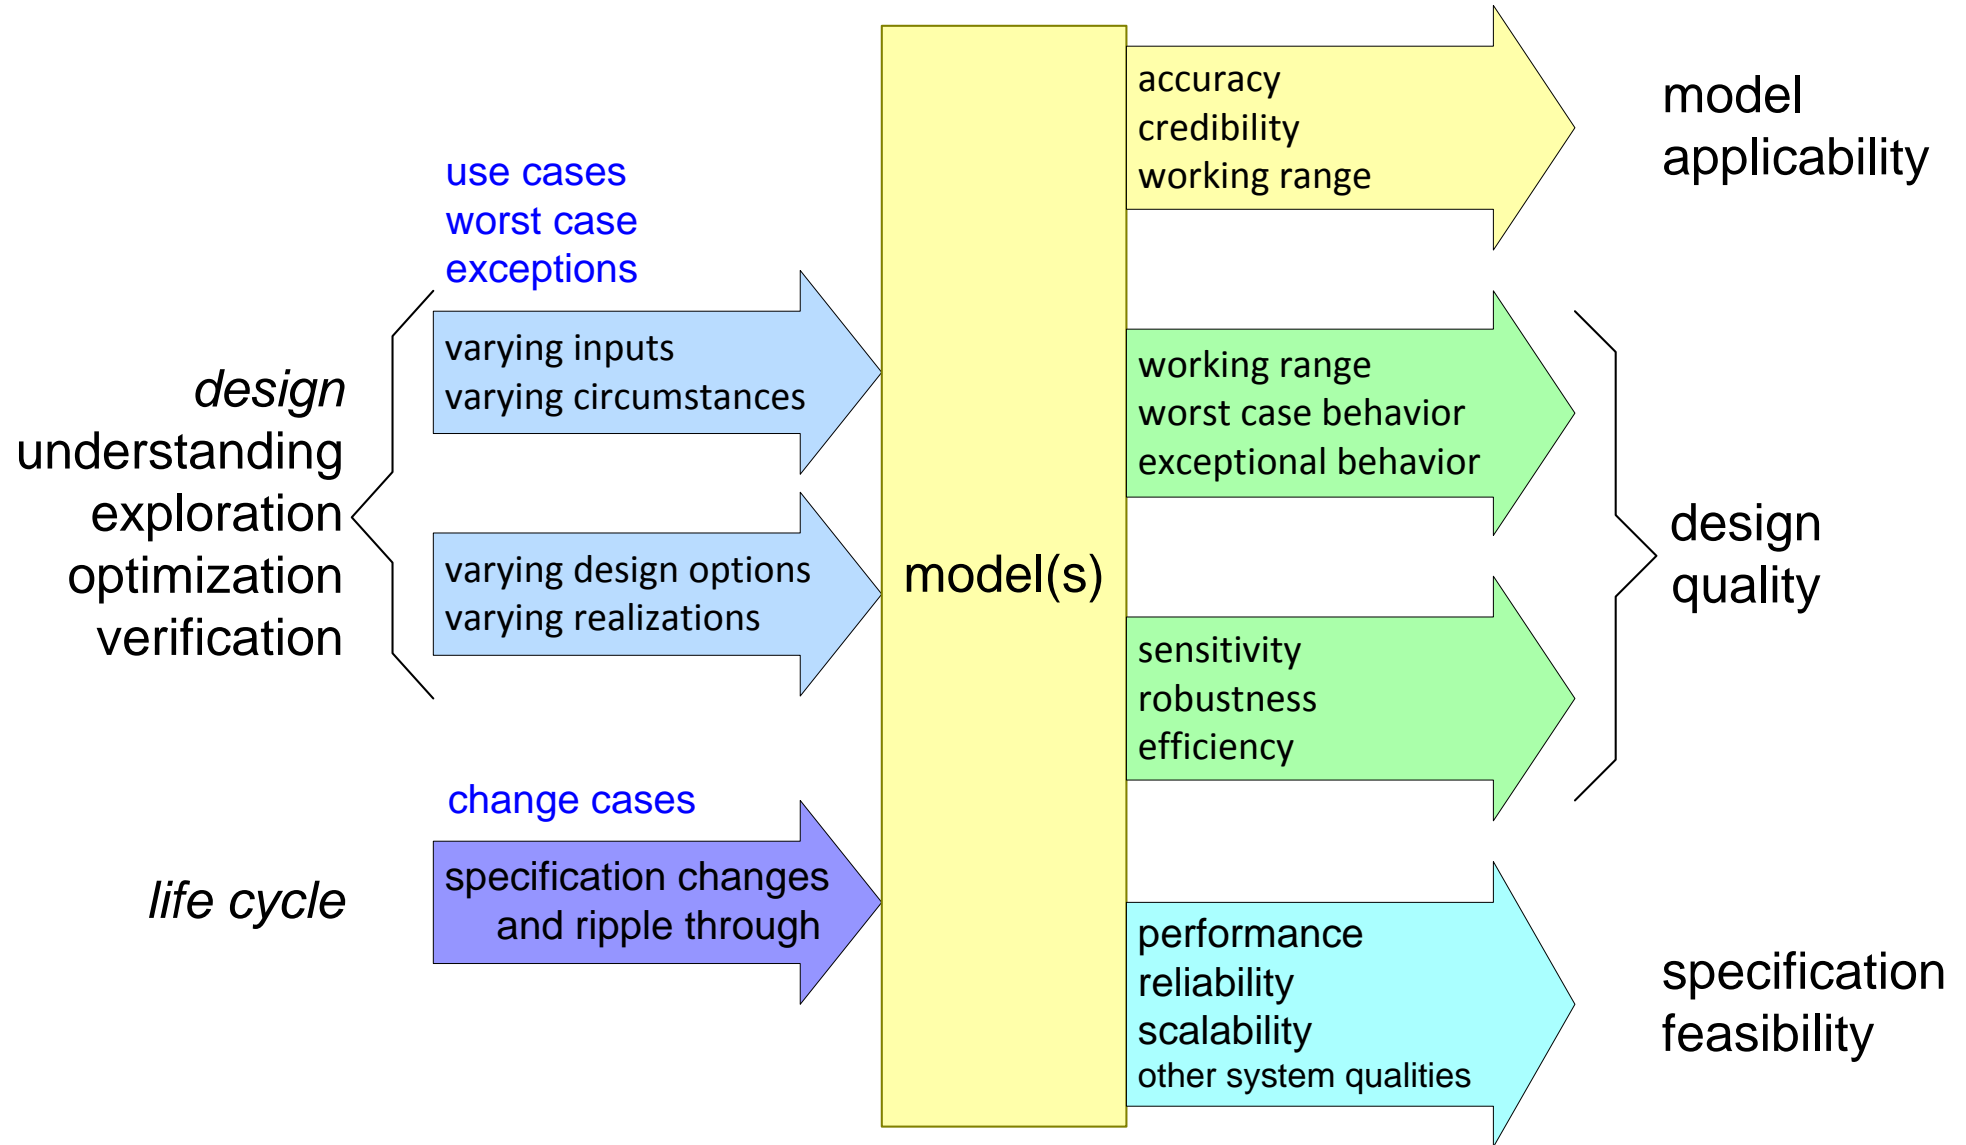 use cases
worst case
exceptions
design
understanding
exploration
optimization
verification
varying inputs
varying circumstances
varying design options
varying realizations
change cases
life cycle
specification changes
and ripple through
model(s)
accuracy
credibility
working range
model
applicability
working range
worst case behavior
exceptional behavior
sensitivity
robustness
efficiency
design
quality
performance
reliability
scalability
other system qualities
specification
feasibility